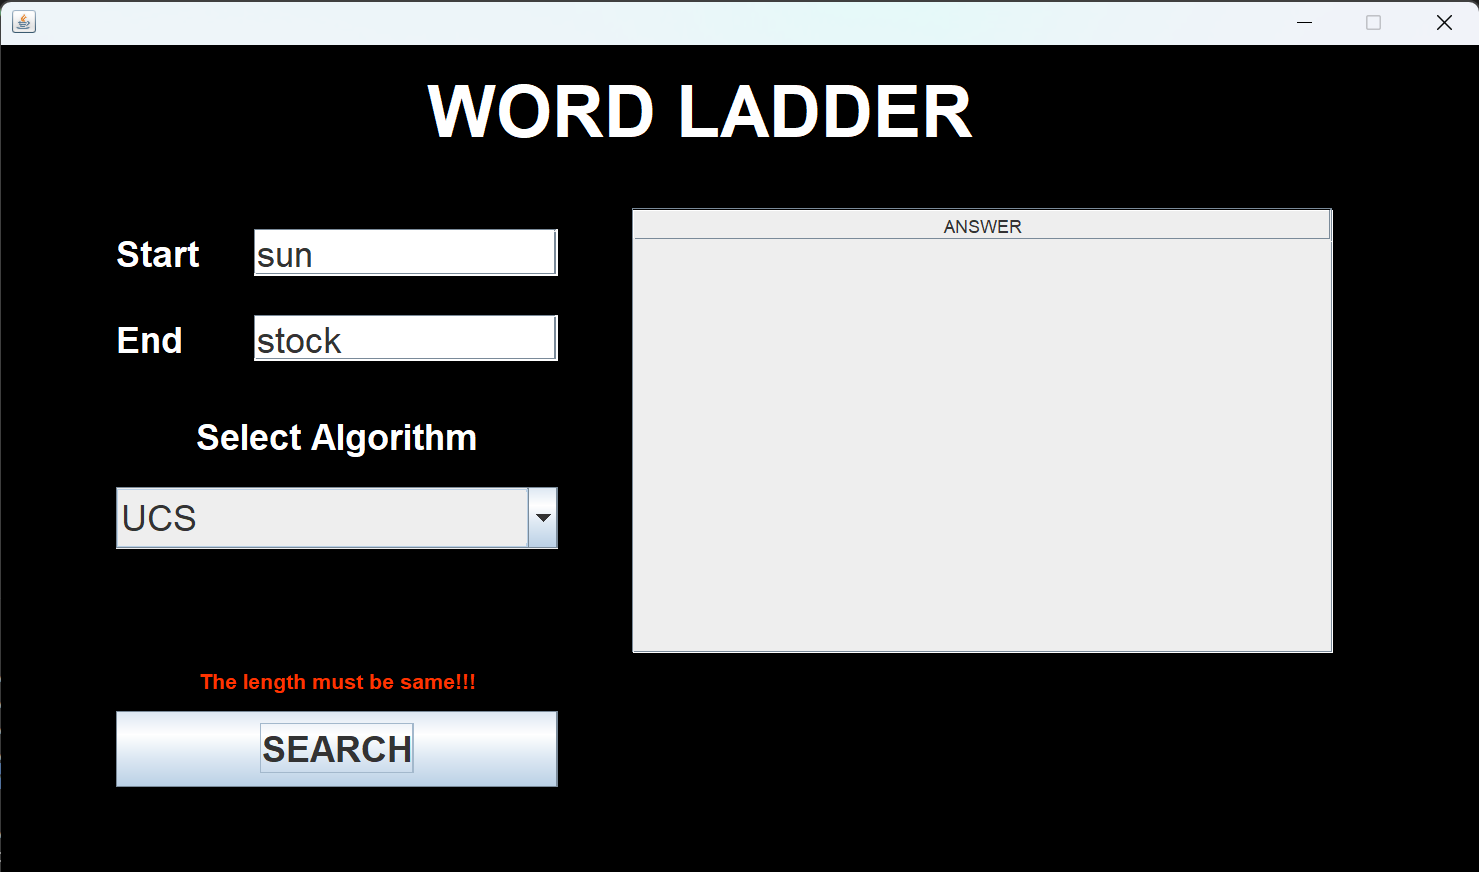 WORD LADDER
Start
sun
End
stock
Select Algorithm
UCS
The length must be same!!!
SEARCH
ANSWER